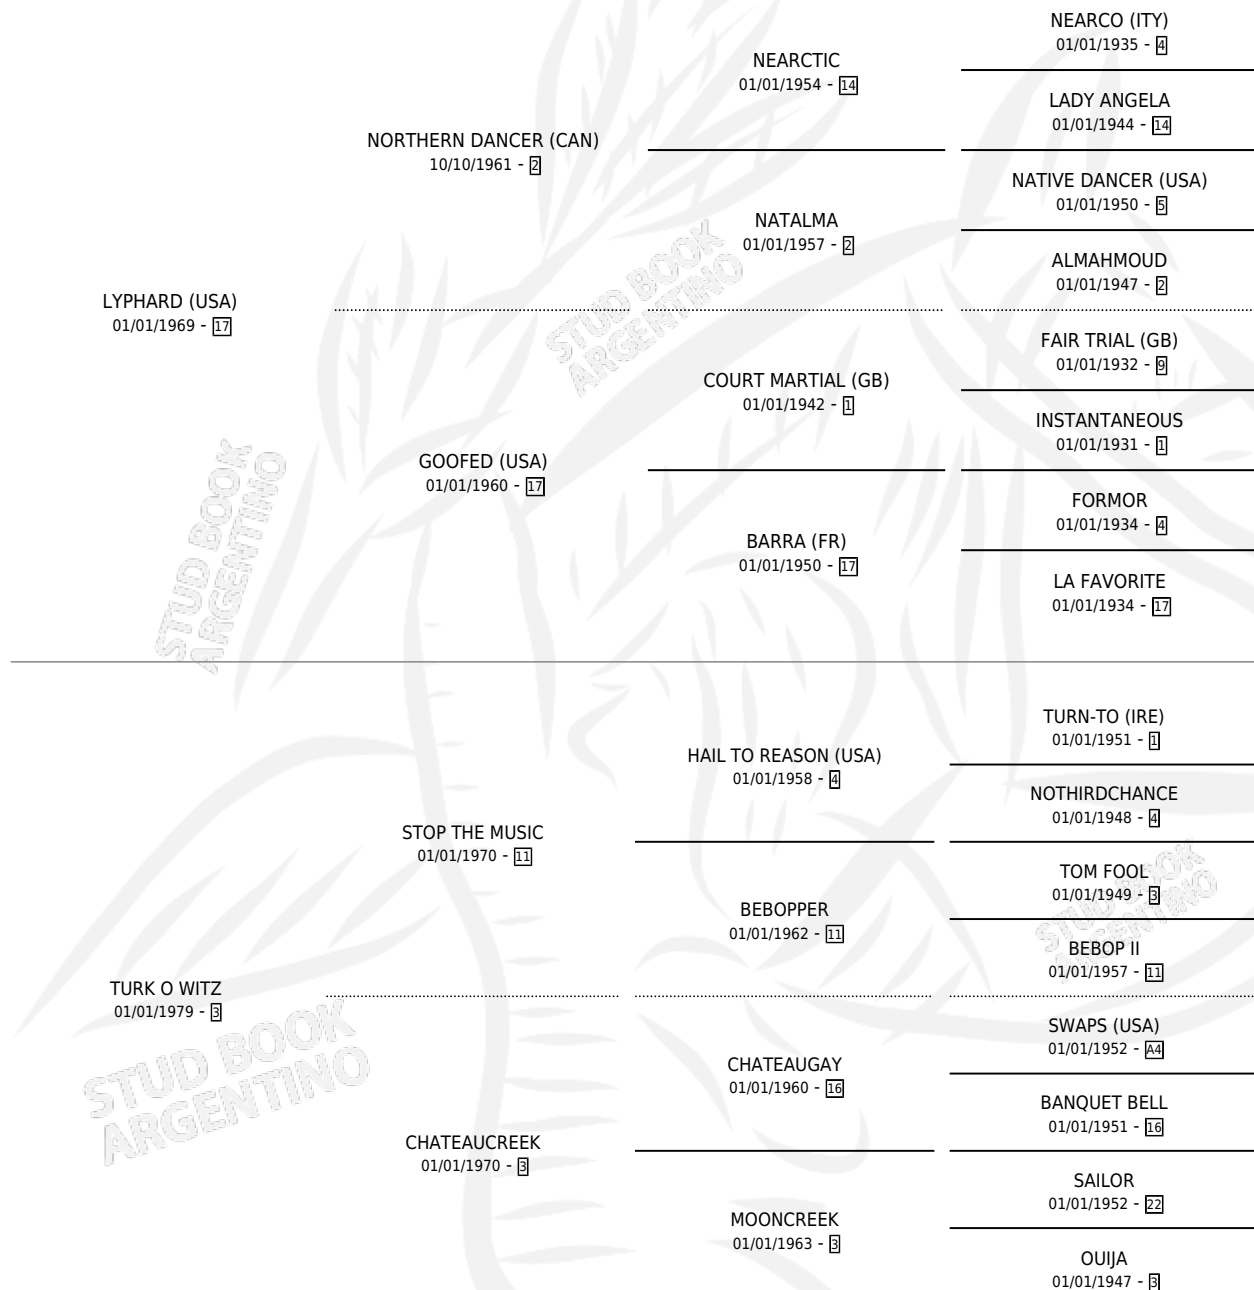 NEARCO (ITY)
01/01/1935 - 4
NEARCTIC
01/01/1954 - 14
LADY ANGELA
01/01/1944 - 14
NORTHERN DANCER (CAN)
10/10/1961 - 2
NATIVE DANCER (USA)
01/01/1950 - 5
NATALMA
01/01/1957 - 2
ALMAHMOUD
01/01/1947 - 2
LYPHARD (USA)
01/01/1969 - 17
STUD BOOK
ARGENTINO
FAIR TRIAL (GB)
01/01/1932 - 9
COURT MARTIAL (GB)
01/01/1942 - 1
INSTANTANEOUS
01/01/1931 - 1
GOOFED (USA)
01/01/1960 - 17
FORMOR
01/01/1934 - 4
BARRA (FR)
01/01/1950 - 17
LA FAVORITE
01/01/1934 - 17
STUD BOOK
ARGENTINO
TURN-TO (IRE)
01/01/1951 - 1
HAIL TO REASON (USA)
01/01/1958 - 4
NOTHIRDCHANCE
01/01/1948 - 4
STOP THE MUSIC
01/01/1970 - 11
TOM FOOL
01/01/1949 - 3
BEBOPPER
01/01/1962 - 11
BEBOP II
01/01/1957 - 11
STUD BOOK
ARGENTINO
TURK O WITZ
01/01/1979 - 3
SWAPS (USA)
01/01/1952 - A4
CHATEAUGAY
01/01/1960 - 16
BANQUET BELL
01/01/1951 - 16
STUD BOOK
ARGENTINO
CHATEAUCREEK
01/01/1970 - 3
SAILOR
01/01/1952 - 22
MOONCREEK
01/01/1963 - 3
OUIJA
01/01/1947 - 3